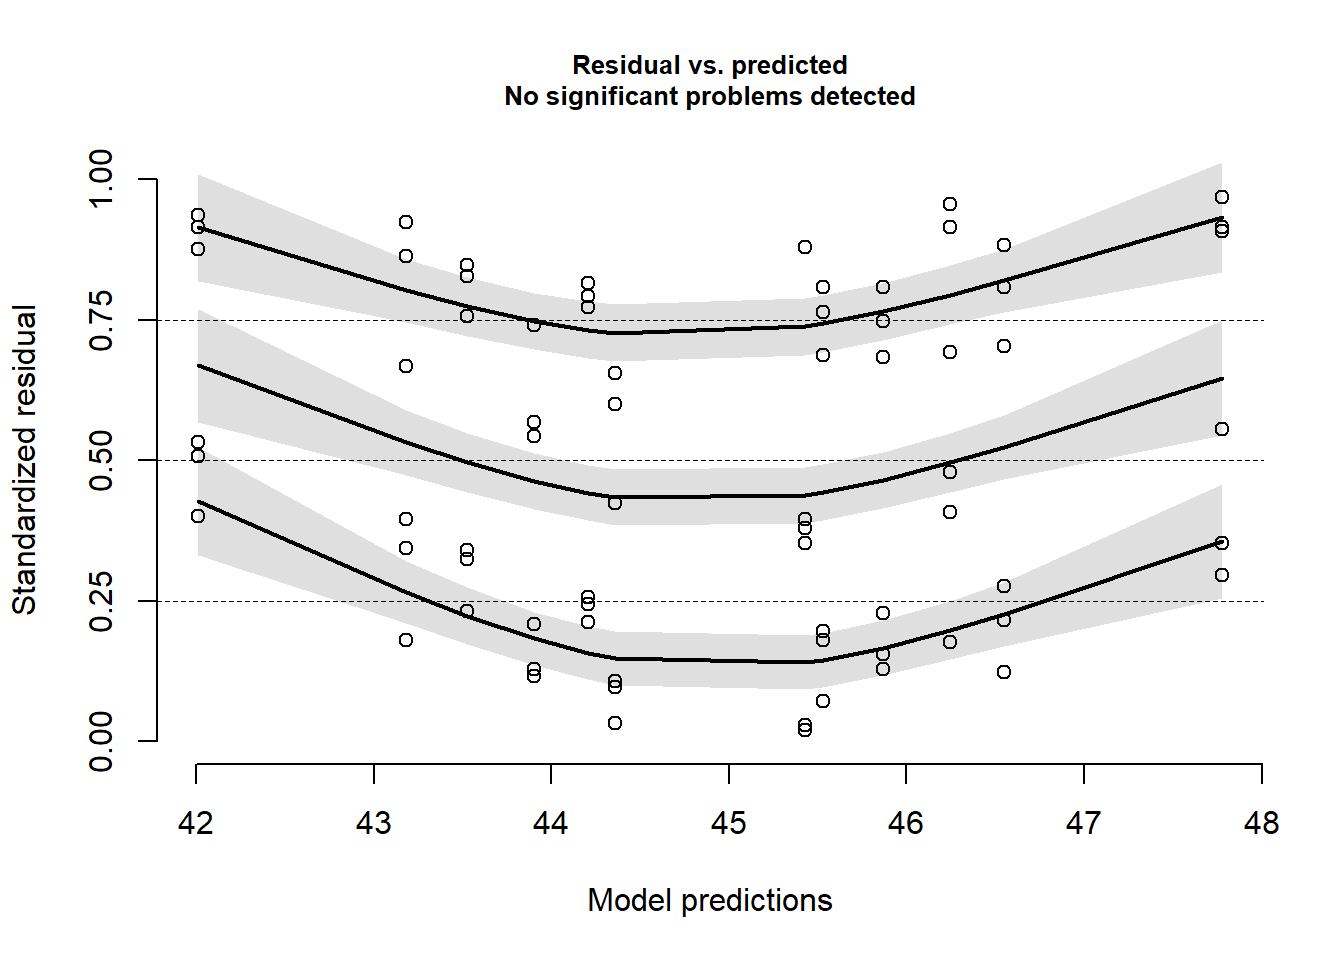 Residual vs. predicted
No significant problems detected
Standardized residual
1.00
0.75
0.50
0.25
0.00
42 43 44 45 46 47 48
Model predictions